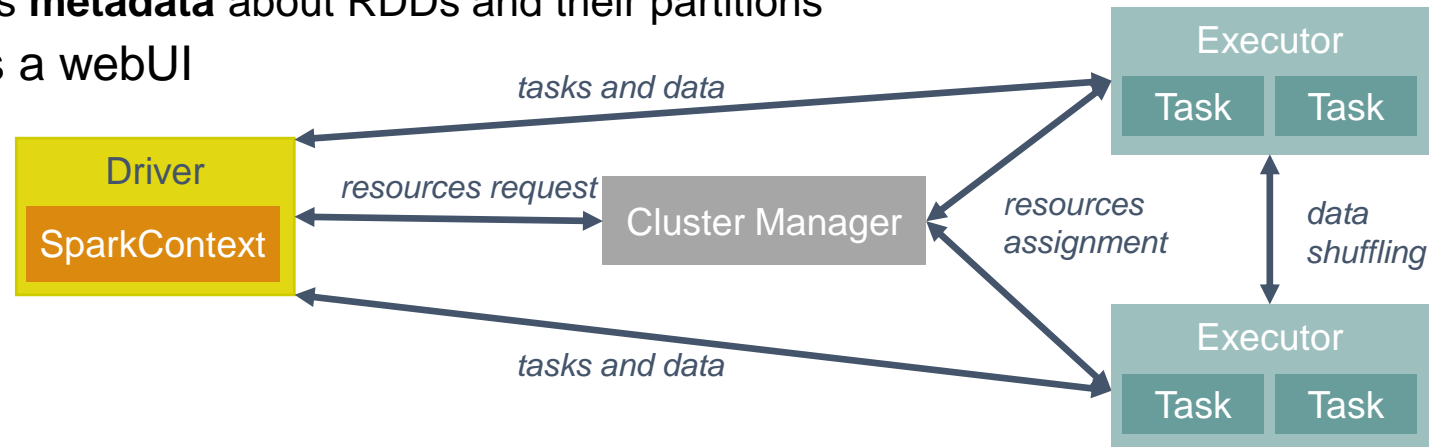 s metadata about RDDs and their partitions
s a webUI
Executor
tasks and data
Task Task
Driver
resources request
SparkContext
Cluster Manager
resources
assignment
data
shuffling
Executor
tasks and data
Task Task